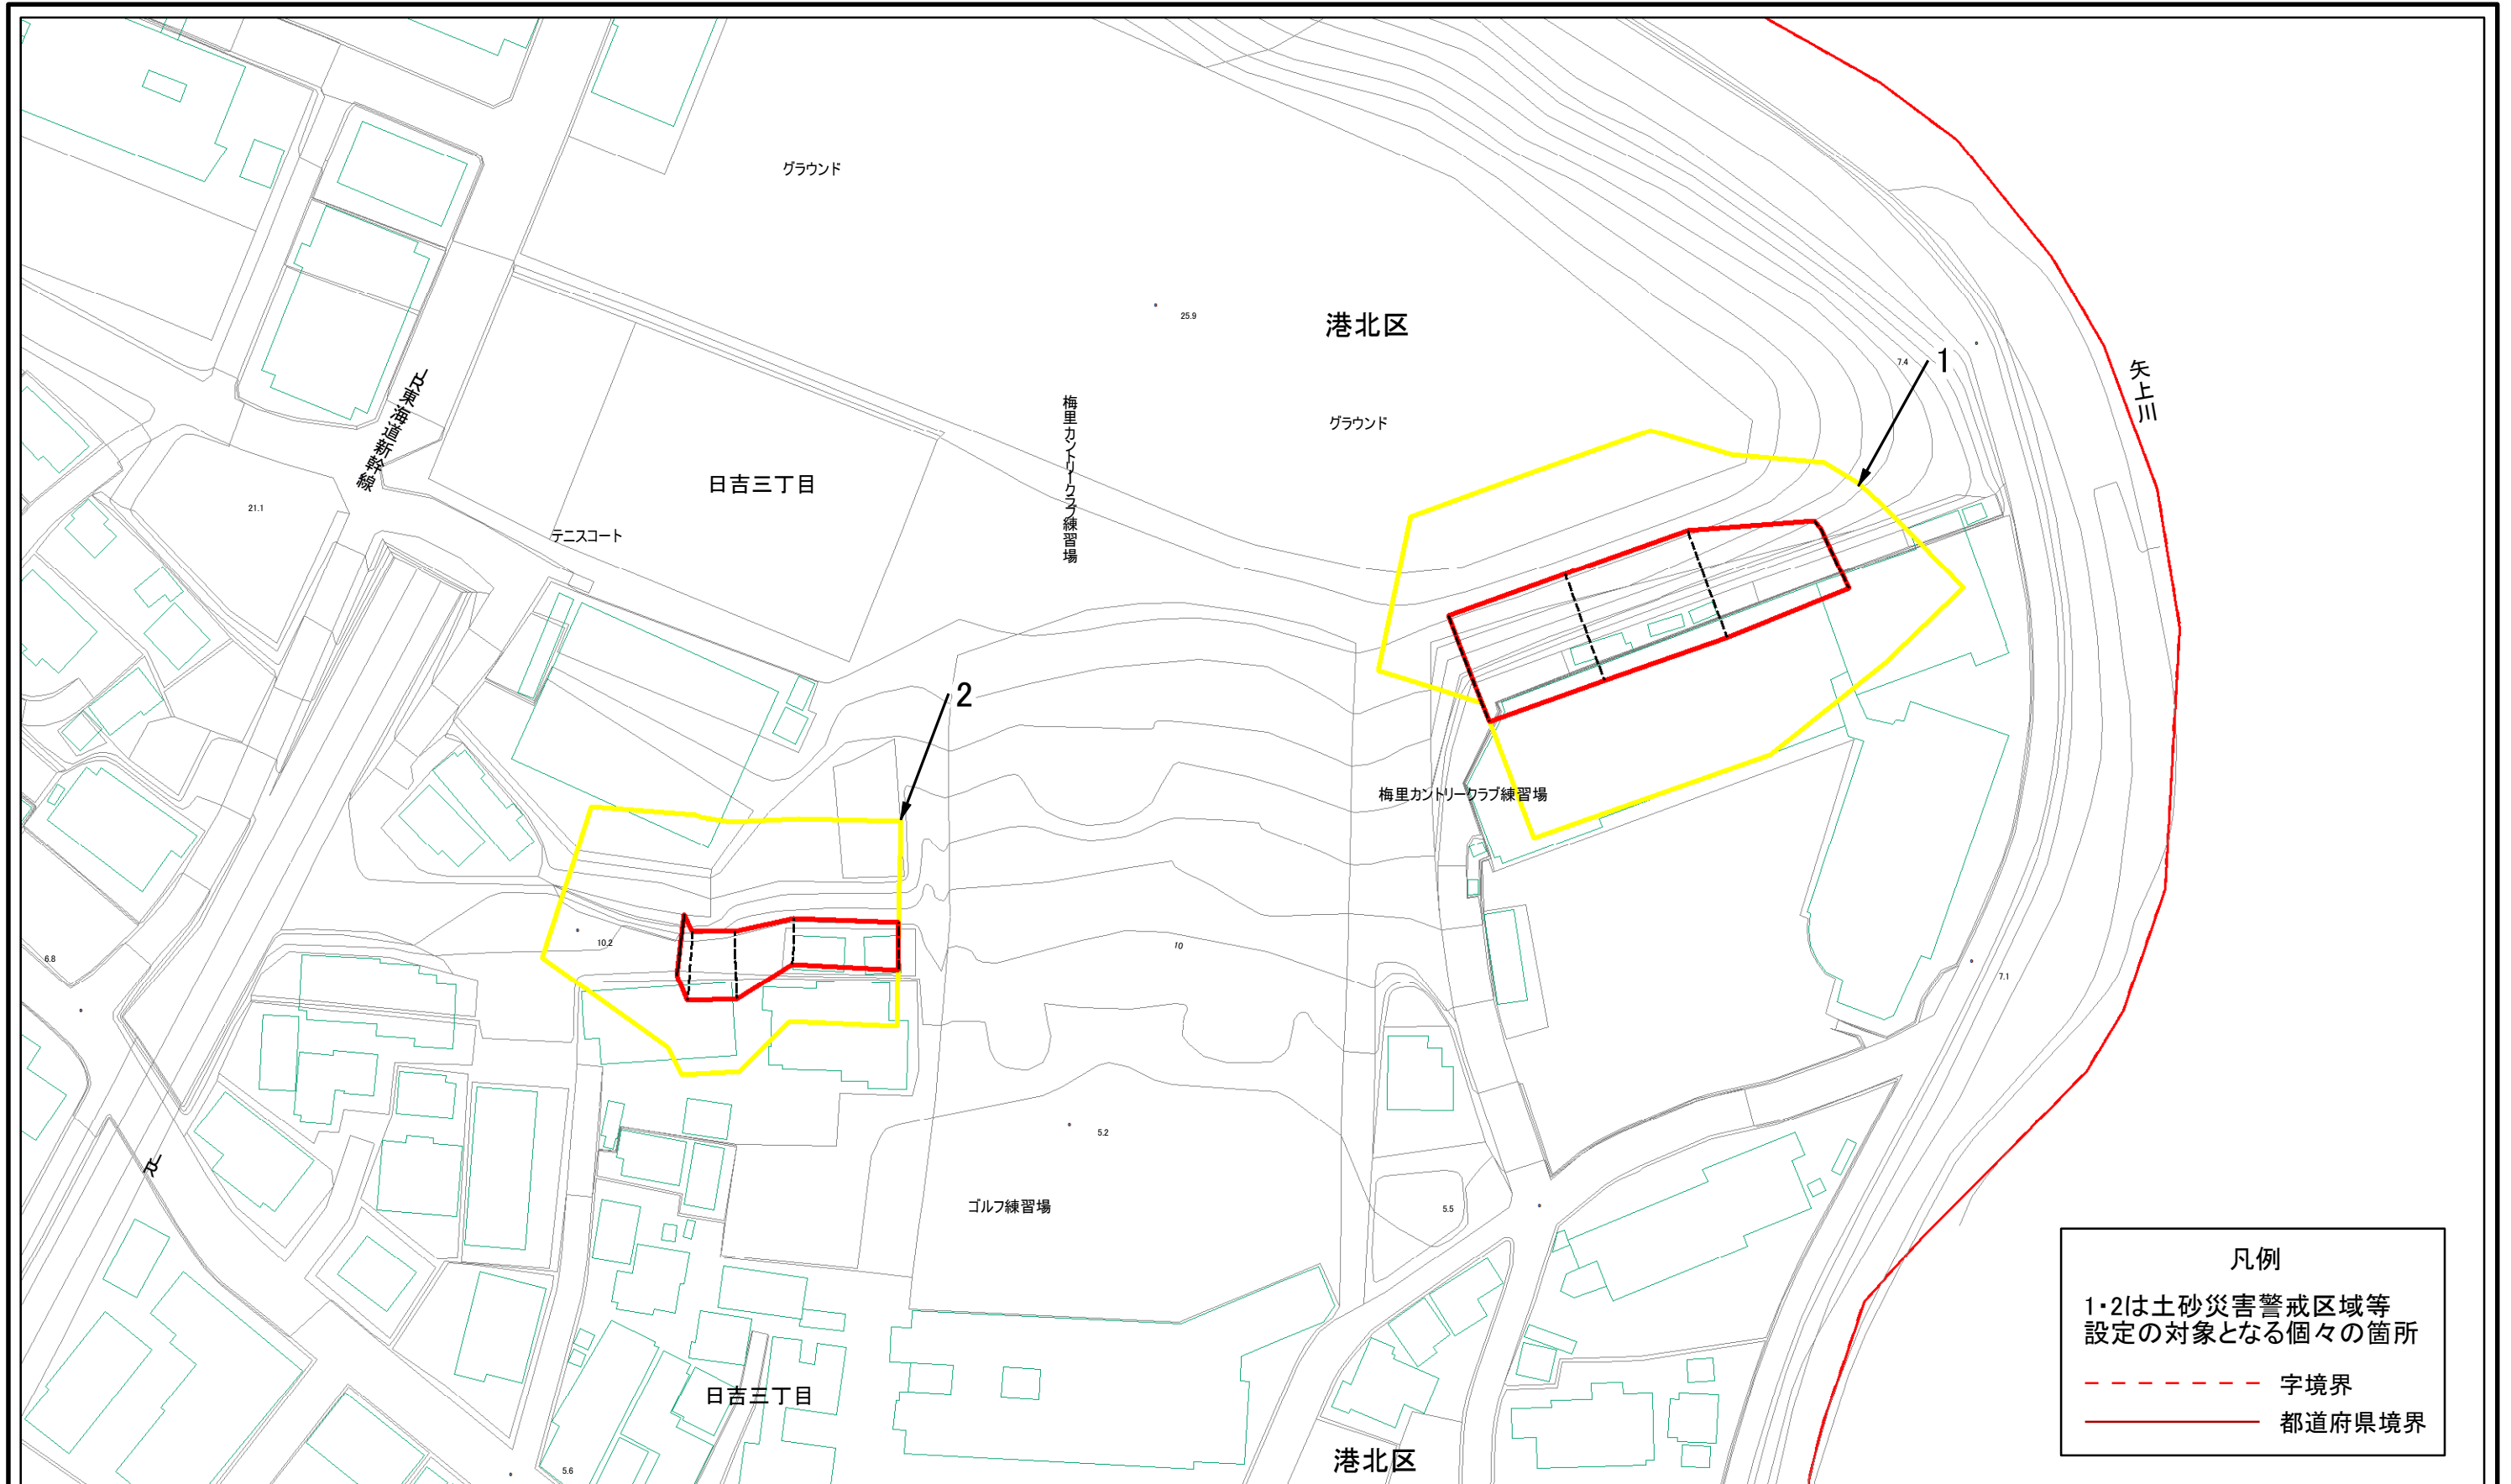 グラウンド
25.9
港北区
7.4
1
矢上川
JR東海道新幹線
梅里カントリークラブ練習場
グラウンド
日吉三丁目
21.1
テニスコート
2
梅里カントリークラブ練習場
10.2
10
6.8
7.1
5.2
JR
ゴルフ練習場
5.5
日吉三丁目
港北区
5.6
凡例
1・2は土砂災害警戒区域等
設定の対象となる個々の箇所
字境界
都道府県境界